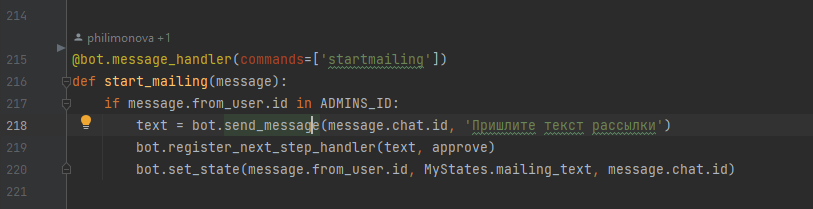 214
philimonova +1
215 @bot.message_handler(commands=['startmailing'])
216 def start_mailing(message):
217 if message.from_user.id in ADMINS_ID:
218 text = bot.send_message(message.chat.id, 'Пришлите текст рассылки')
219 bot.register_next_step_handler(text, approve)
220 bot.set_state(message.from_user.id, MyStates.mailing_text, message.chat.id)
221